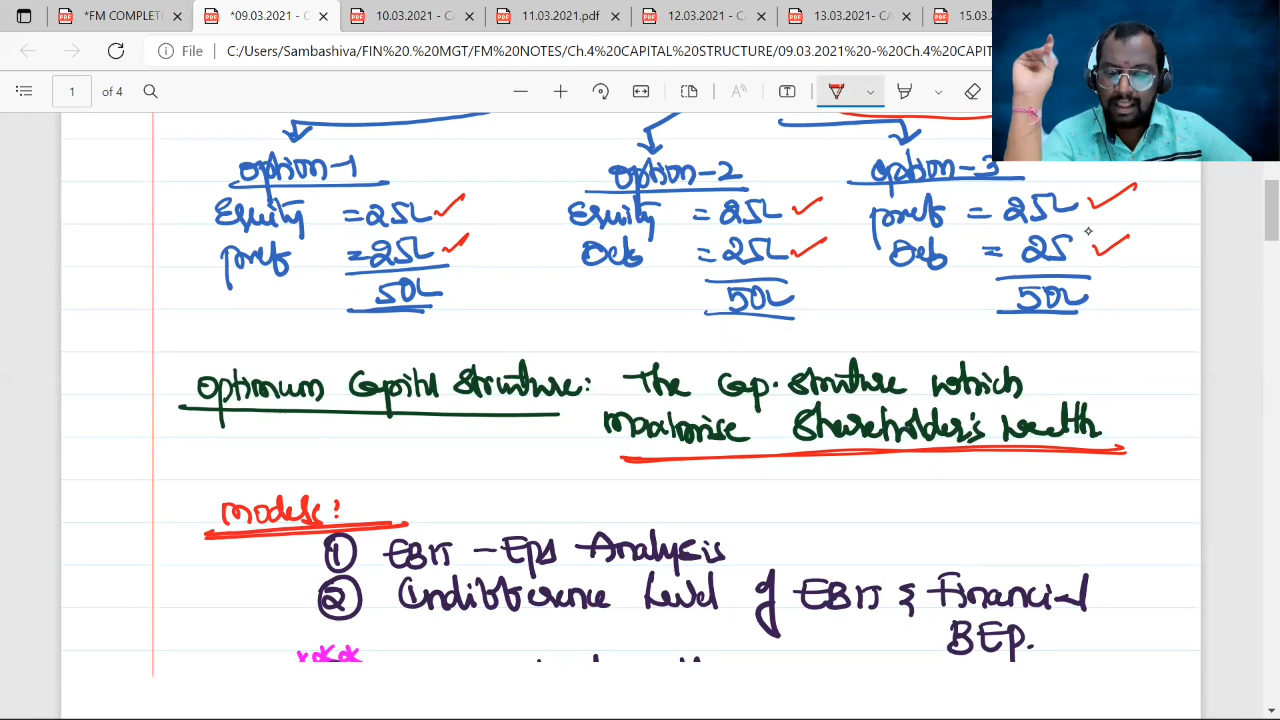 *FM COMPLETE
*09.03.2021 - C
10.03.2021 - CA
11.03.2021.pdf
12.03.2021 - CA
13.03.2021 - CA
15.03
File C:/Users/Sambashiva/FIN%20.%20MGT/FM%20NOTES/Ch.4%20CAPITAL%20STRUCTURE/09.03.2021%20-%20Ch.4%20CAPIT
1 of 4
option-1 option-2 option-3
Equity =25L Equity =25L pref = 25L
pref =25L Deb =25L Deb = 25
50L 50L 50L
Optimum Capital Structure: The Cap. structure which
Maximise Shareholder's wealth
Models:
① EBIT - EPS Analysis
② Indifference Level of EBIT & Financial
BEP.